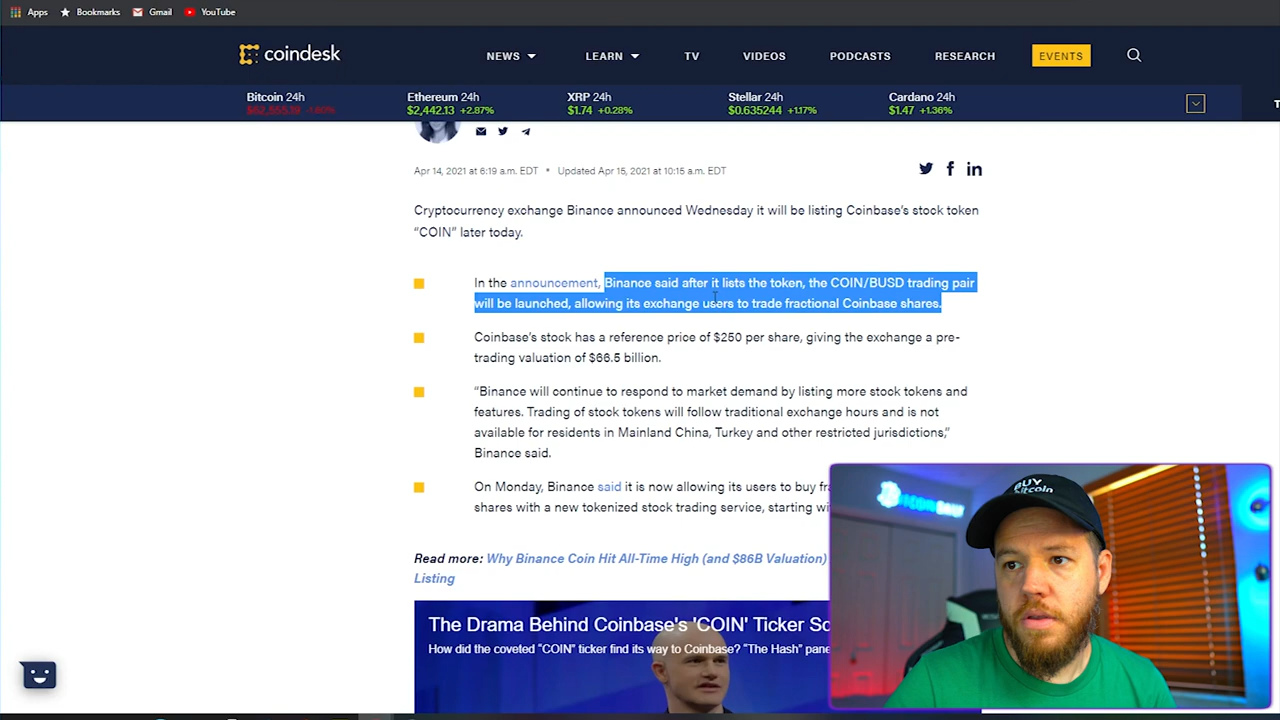 Apps Bookmarks Gmail YouTube
coindesk NEWS LEARN TV VIDEOS PODCASTS RESEARCH EVENTS
Bitcoin 24h Ethereum 24h XRP 24h Stellar 24h Cardano 24h
-1.60% $2,442.13 +2.87% $1.74 +0.28% $0.635244 +1.17% $1.47 +1.36%
Apr 14, 2021 at 6:19 a.m. EDT • Updated Apr 15, 2021 at 10:15 a.m. EDT
Cryptocurrency exchange Binance announced Wednesday it will be listing Coinbase's stock token
“COIN” later today.
In the announcement, Binance said after it lists the token, the COIN/BUSD trading pair
will be launched, allowing its exchange users to trade fractional Coinbase shares.
Coinbase's stock has a reference price of $250 per share, giving the exchange a pre-
trading valuation of $66.5 billion.
“Binance will continue to respond to market demand by listing more stock tokens and
features. Trading of stock tokens will follow traditional exchange hours and is not
available for residents in Mainland China, Turkey and other restricted jurisdictions,”
Binance said.
On Monday, Binance said it is now allowing its users to buy
shares with a new tokenized stock trading service, starting
Read more: Why Binance Coin Hit All-Time High (and $86B Valuation)
Listing
The Drama Behind Coinbase's 'COIN' Ticker
How did the coveted "COIN" ticker find its way to Coinbase? "The Hash"
BUY
bitcoin